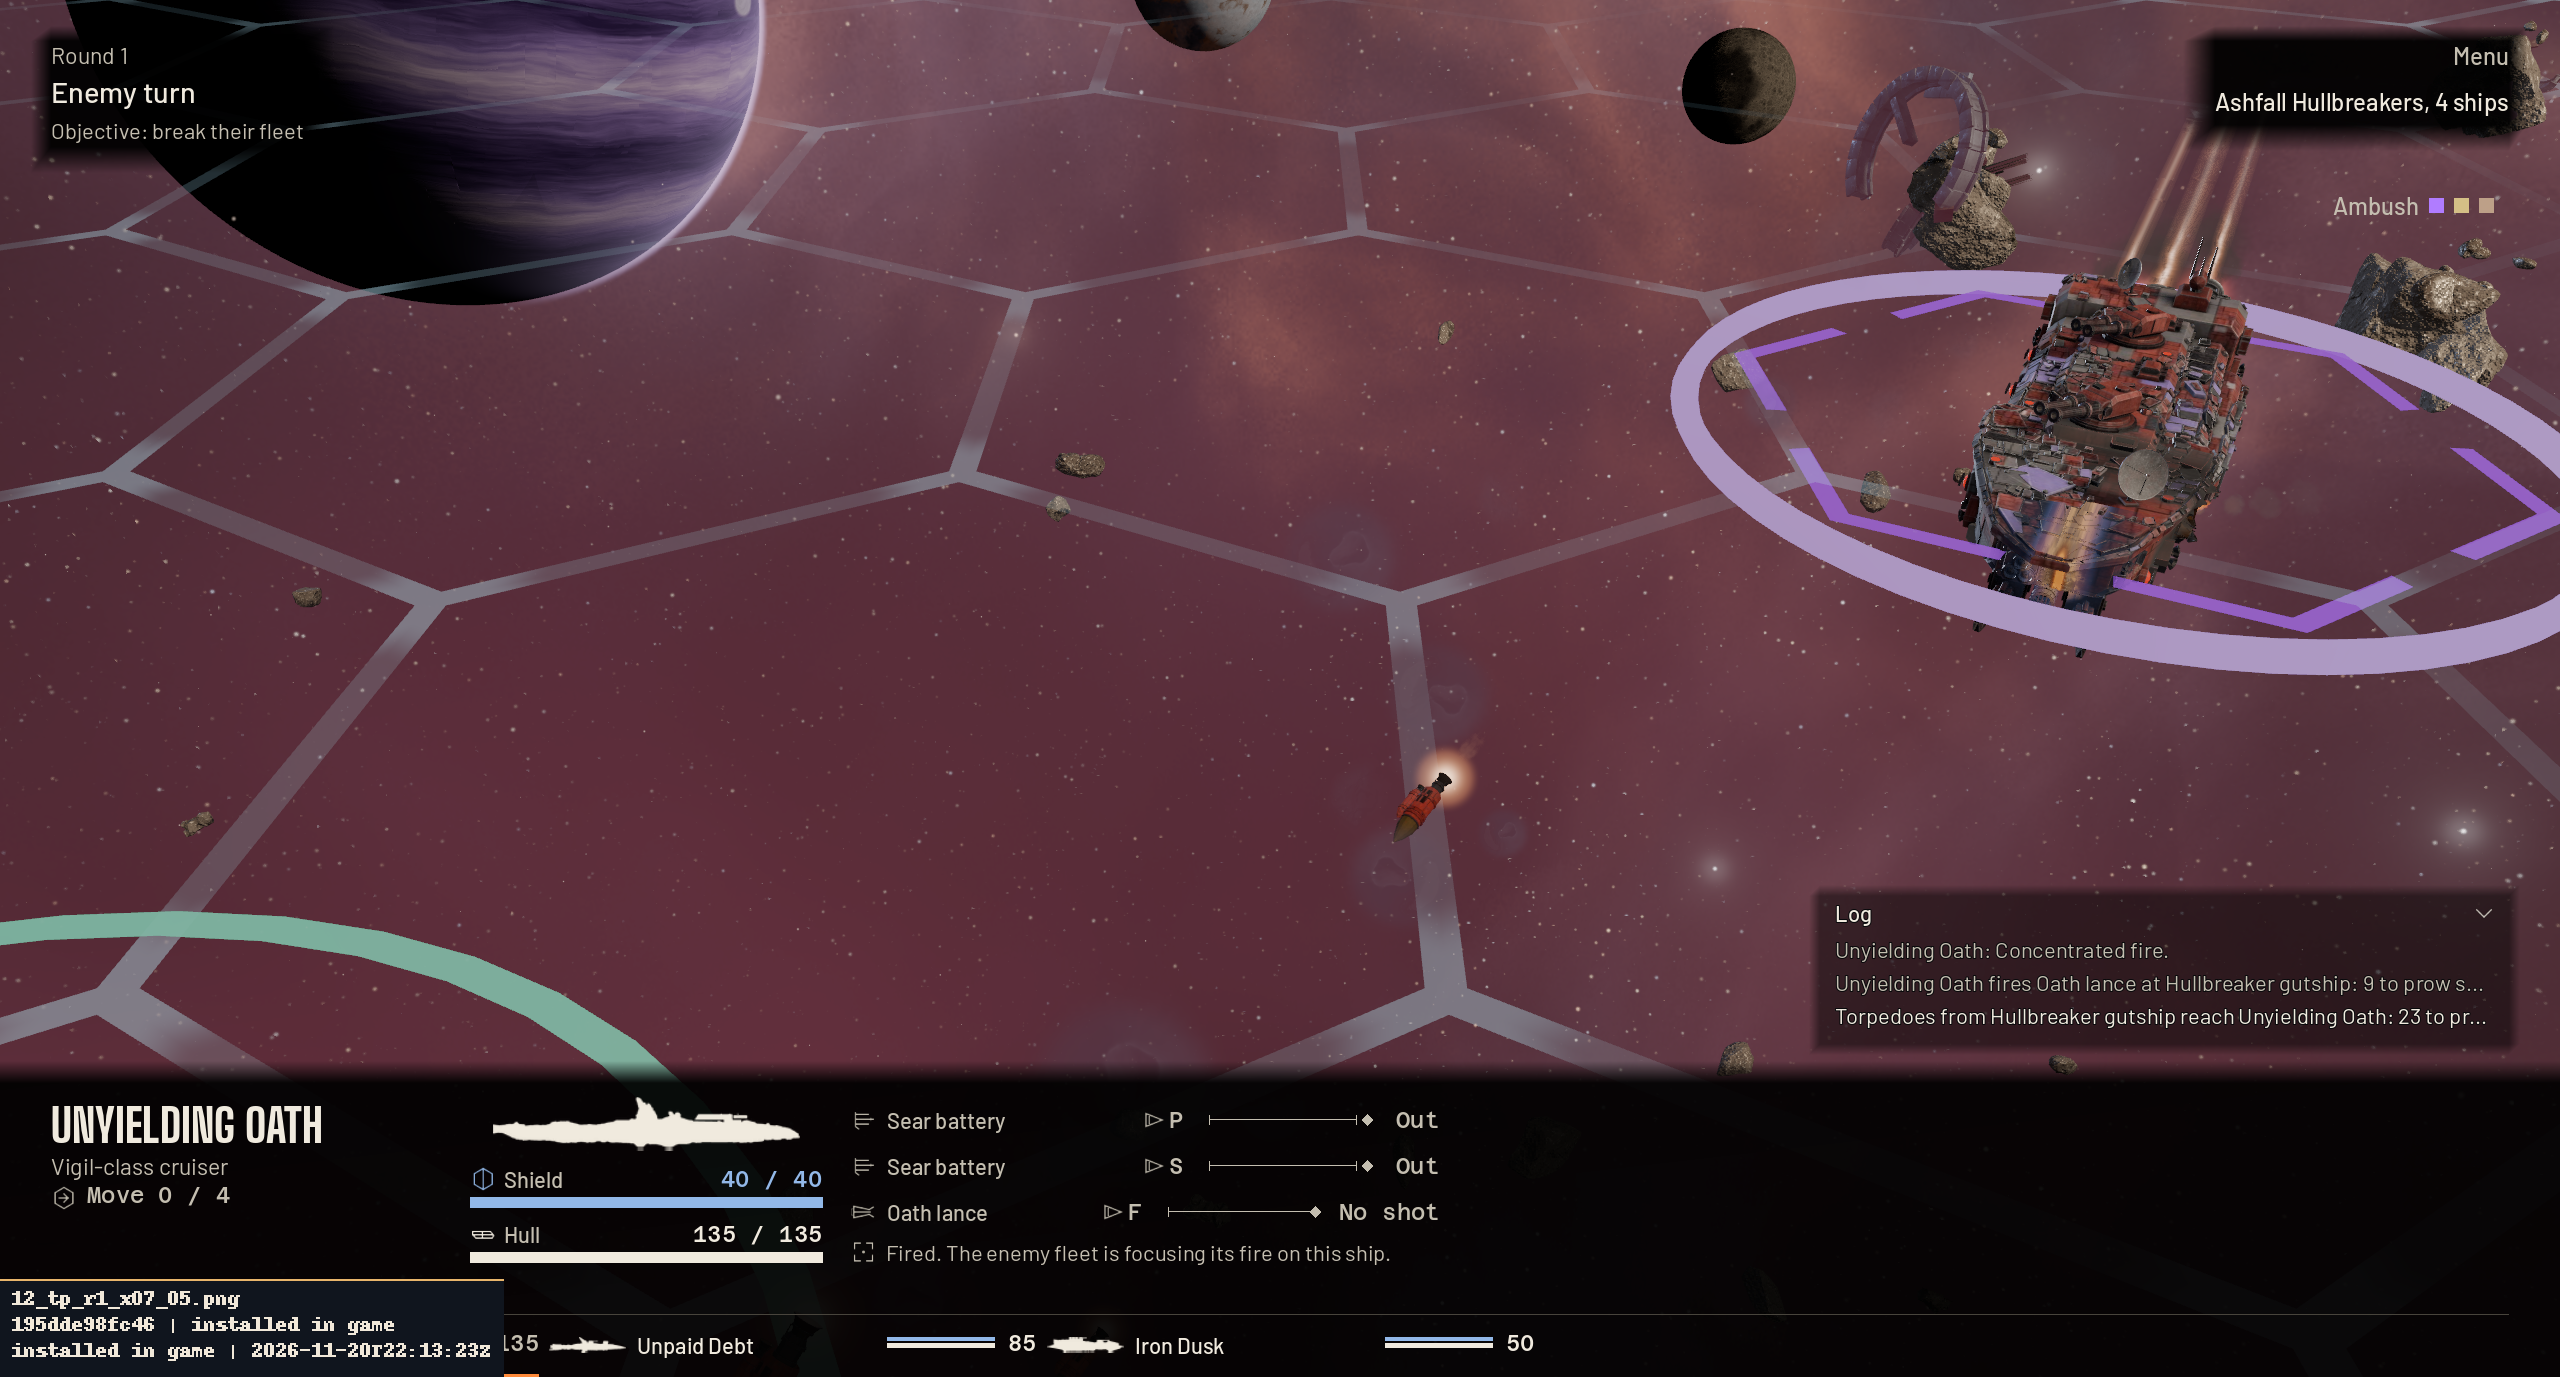 Round 1
Enemy turn
Objective: break their fleet
Menu
Ashfall Hullbreakers, 4 ships
Ambush
Log
Unyielding Oath: Concentrated fire.
Unyielding Oath fires Oath lance at Hullbreaker gutship: 9 to prow s...
Torpedoes from Hullbreaker gutship reach Unyielding Oath: 23 to pr...
UNYIELDING OATH
Vigil-class cruiser
Move 0 / 4
Shield 40 / 40
Hull 135 / 135
Sear battery P Out
Sear battery S Out
Oath lance F No shot
Fired. The enemy fleet is focusing its fire on this ship.
12_tp_r1_x07_05.png
195dde98fc46 | installed in game
installed in game | 2026-11-20T22:13:23Z
135 Unpaid Debt 85 Iron Dusk 50